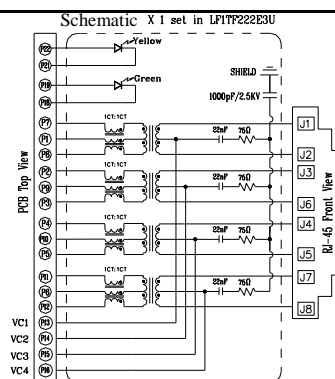 Schematic X 1 set in LF1TF222E3U
P22
Yellow
P21
P19
Green
P18
SHIELD
1000pF/2.5KV
P7
1CT:1CT
J1
P1
22nF 75Ω
P8
J2
P2
1CT:1CT
J3
P9
22nF 75Ω
P3
J6
P4
1CT:1CT
J4
P10
22nF 75Ω
P5
J5
P11
1CT:1CT
J7
P6
22nF 75Ω
P12
J8
VC1 P13
VC2 P14
VC3 P15
VC4 P16
PCB Top View
RJ-45 Front View